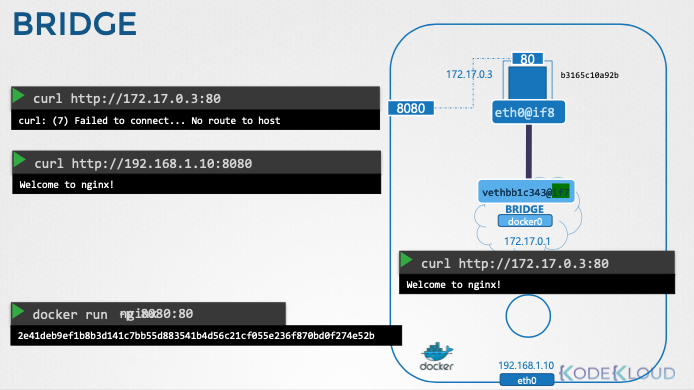 BRIDGE
curl http://172.17.0.3:80
curl: (7) Failed to connect... No route to host
curl http://192.168.1.10:8080
Welcome to nginx!
docker run
8080:80
2e41deb9ef1b8b3d141c7bb55d883541b4d56c21cf055e236f870bd0f274e52b
80
172.17.0.3
b3165c10a92b
8080
eth0@if8
vethbb1c343@if7
BRIDGE
docker0
172.17.0.1
curl http://172.17.0.3:80
Welcome to nginx!
docker
192.168.1.10
eth0
KODEKLOUD